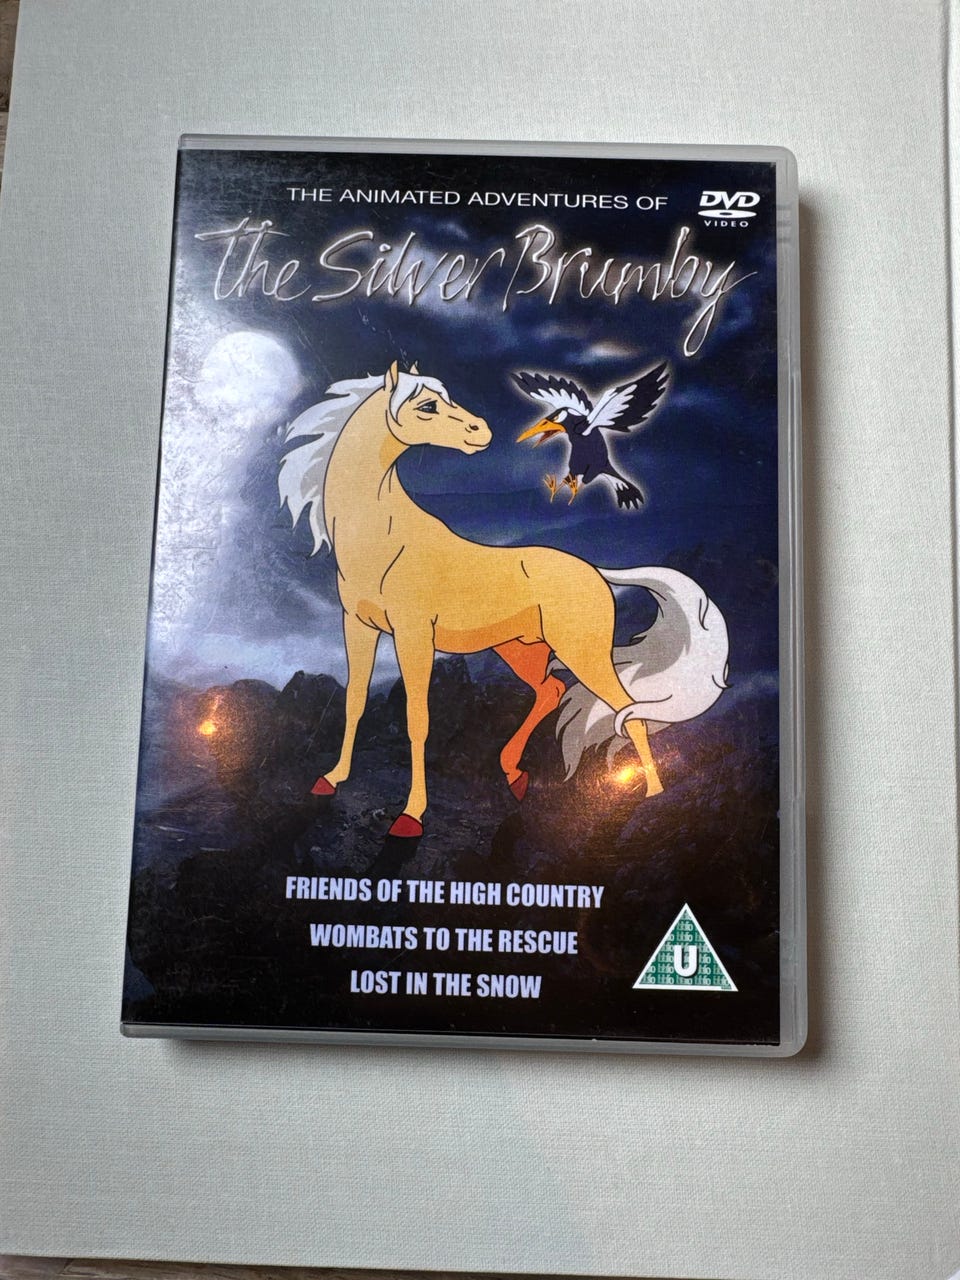 THE ANIMATED ADVENTURES OF
DVD
VIDEO
The Silver Brumby
FRIENDS OF THE HIGH COUNTRY
WOMBATS TO THE RESCUE
LOST IN THE SNOW
U